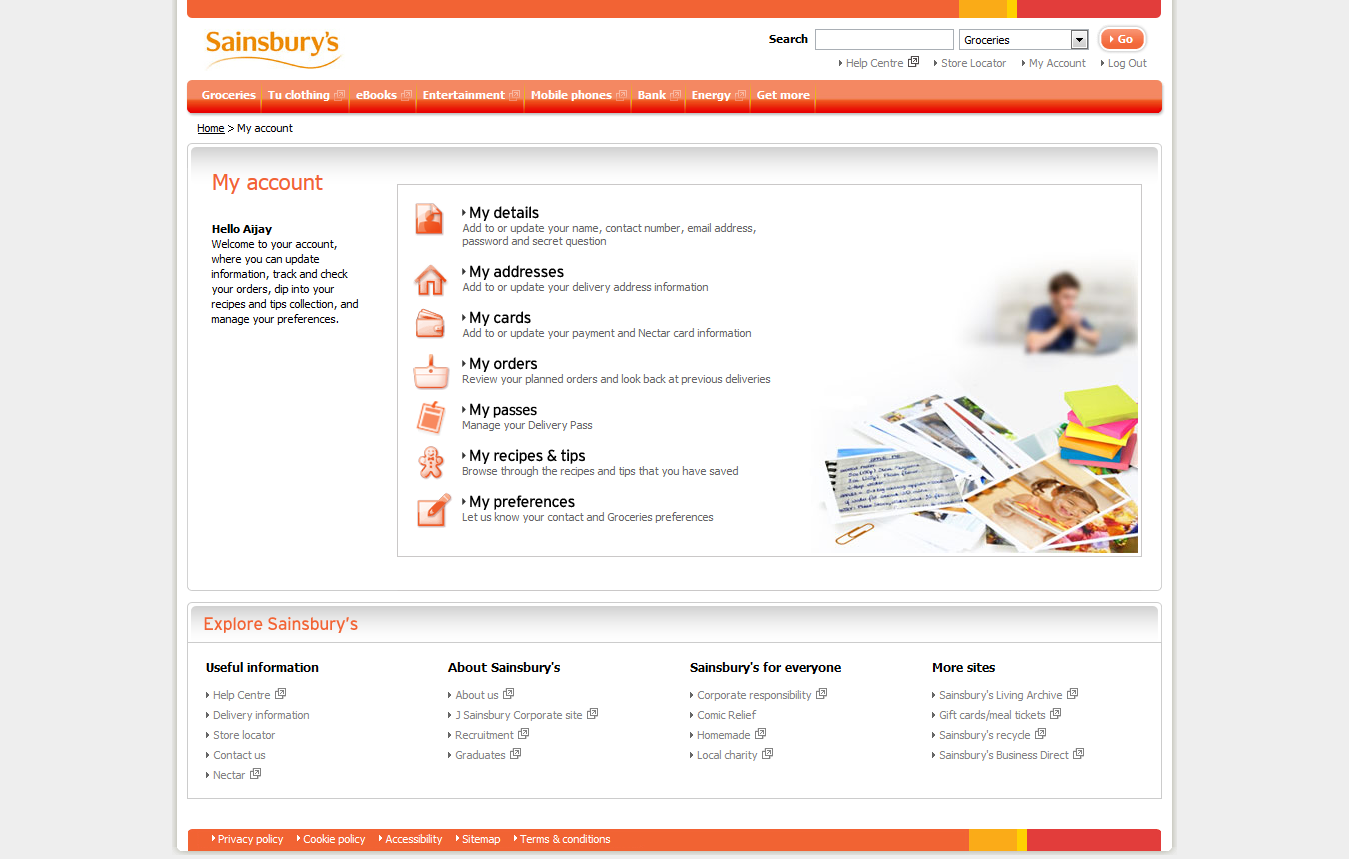 Sainsbury's
Search
Groceries
Go
Help Centre
Store Locator
My Account
Log Out
Groceries
Tu clothing
eBooks
Entertainment
Mobile phones
Bank
Energy
Get more
Home > My account
My account
Hello Aijay
Welcome to your account,
where you can update
information, track and check
your orders, dip into your
recipes and tips collection, and
manage your preferences.
My details
Add to or update your name, contact number, email address,
password and secret question
My addresses
Add to or update your delivery address information
My cards
Add to or update your payment and Nectar card information
My orders
Review your planned orders and look back at previous deliveries
My passes
Manage your Delivery Pass
My recipes & tips
Browse through the recipes and tips that you have saved
My preferences
Let us know your contact and Groceries preferences
Explore Sainsbury's
Useful information
Help Centre
Delivery information
Store locator
Contact us
Nectar
About Sainsbury's
About us
J Sainsbury Corporate site
Recruitment
Graduates
Sainsbury's for everyone
Corporate responsibility
Comic Relief
Homemade
Local charity
More sites
Sainsbury's Living Archive
Gift cards/meal tickets
Sainsbury's recycle
Sainsbury's Business Direct
Privacy policy
Cookie policy
Accessibility
Sitemap
Terms & conditions